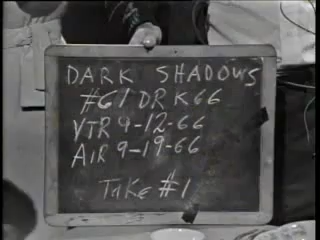 DARK SHADOWS
#61 DRK66
VTR 9-12-66
AIR 9-19-66
TAKE #1